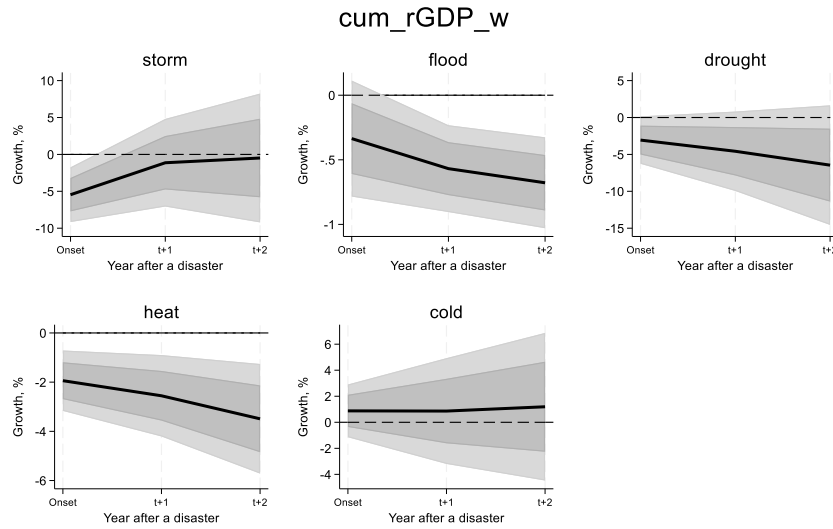 cum_rGDP_w
storm
Growth, %
10
5
0
-5
-10
Onset
t+1
t+2
Year after a disaster
flood
Growth, %
0
-.5
-1
Onset
t+1
t+2
Year after a disaster
drought
Growth, %
5
0
-5
-10
-15
Onset
t+1
Year after a disaster
heat
Growth, %
0
-2
-4
-6
Onset
t+1
t+2
Year after a disaster
cold
Growth, %
6
4
2
0
-2
-4
Onset
t+1
t+2
Year after a disaster